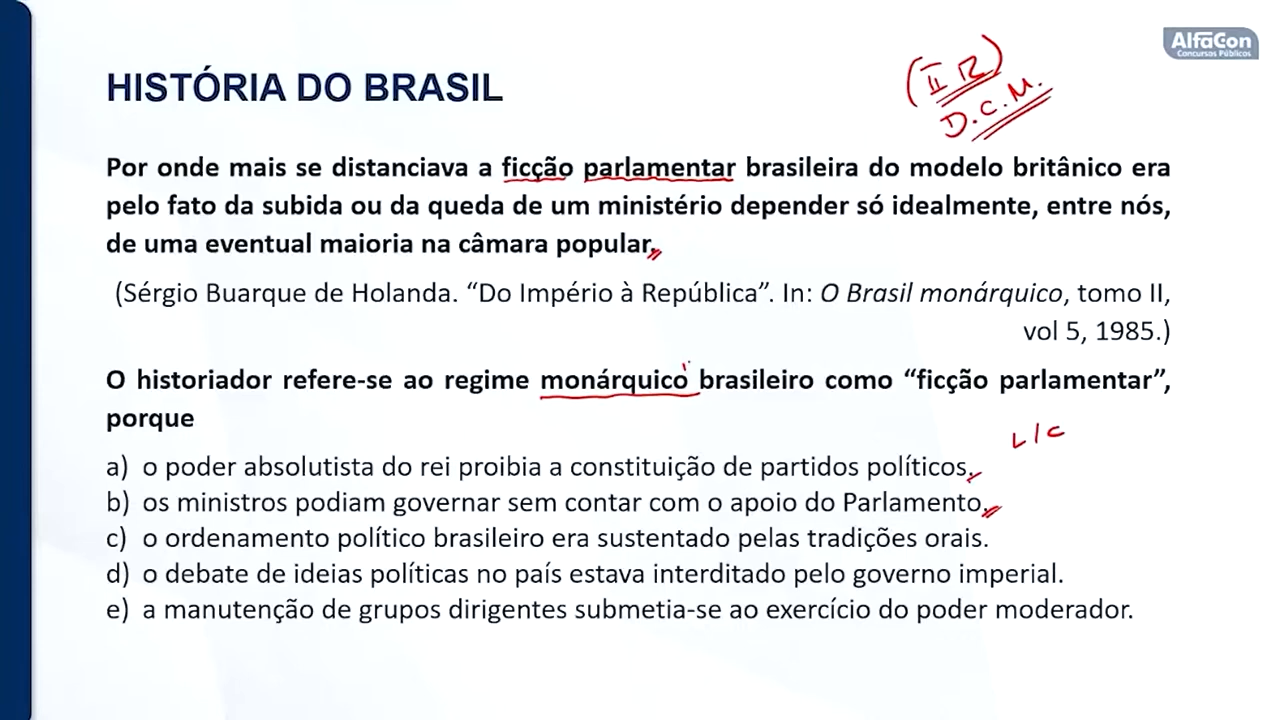 AlfaCon
Concursos Públicos
HISTÓRIA DO BRASIL
(II R)
D.C.M.
Por onde mais se distanciava a ficção parlamentar brasileira do modelo britânico era
pelo fato da subida ou da queda de um ministério depender só idealmente, entre nós,
de uma eventual maioria na câmara popular.
(Sérgio Buarque de Holanda. “Do Império à República”. In: O Brasil monárquico, tomo II,
vol 5, 1985.)
O historiador refere-se ao regime monárquico brasileiro como “ficção parlamentar”,
porque
L/C
a) o poder absolutista do rei proibia a constituição de partidos políticos.
b) os ministros podiam governar sem contar com o apoio do Parlamento.
c) o ordenamento político brasileiro era sustentado pelas tradições orais.
d) o debate de ideias políticas no país estava interditado pelo governo imperial.
e) a manutenção de grupos dirigentes submetia-se ao exercício do poder moderador.